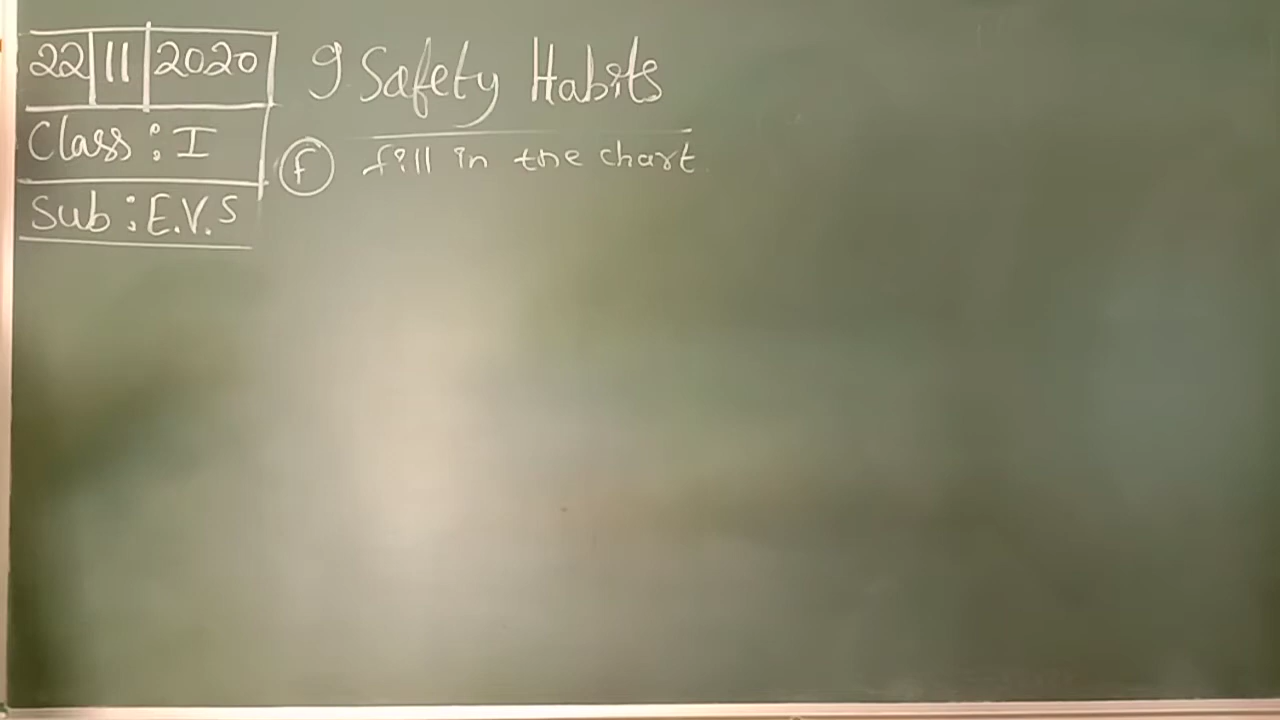 22|11|2020
9 Safety Habits
Class : I
f fill in the chart
Sub : E.V.S